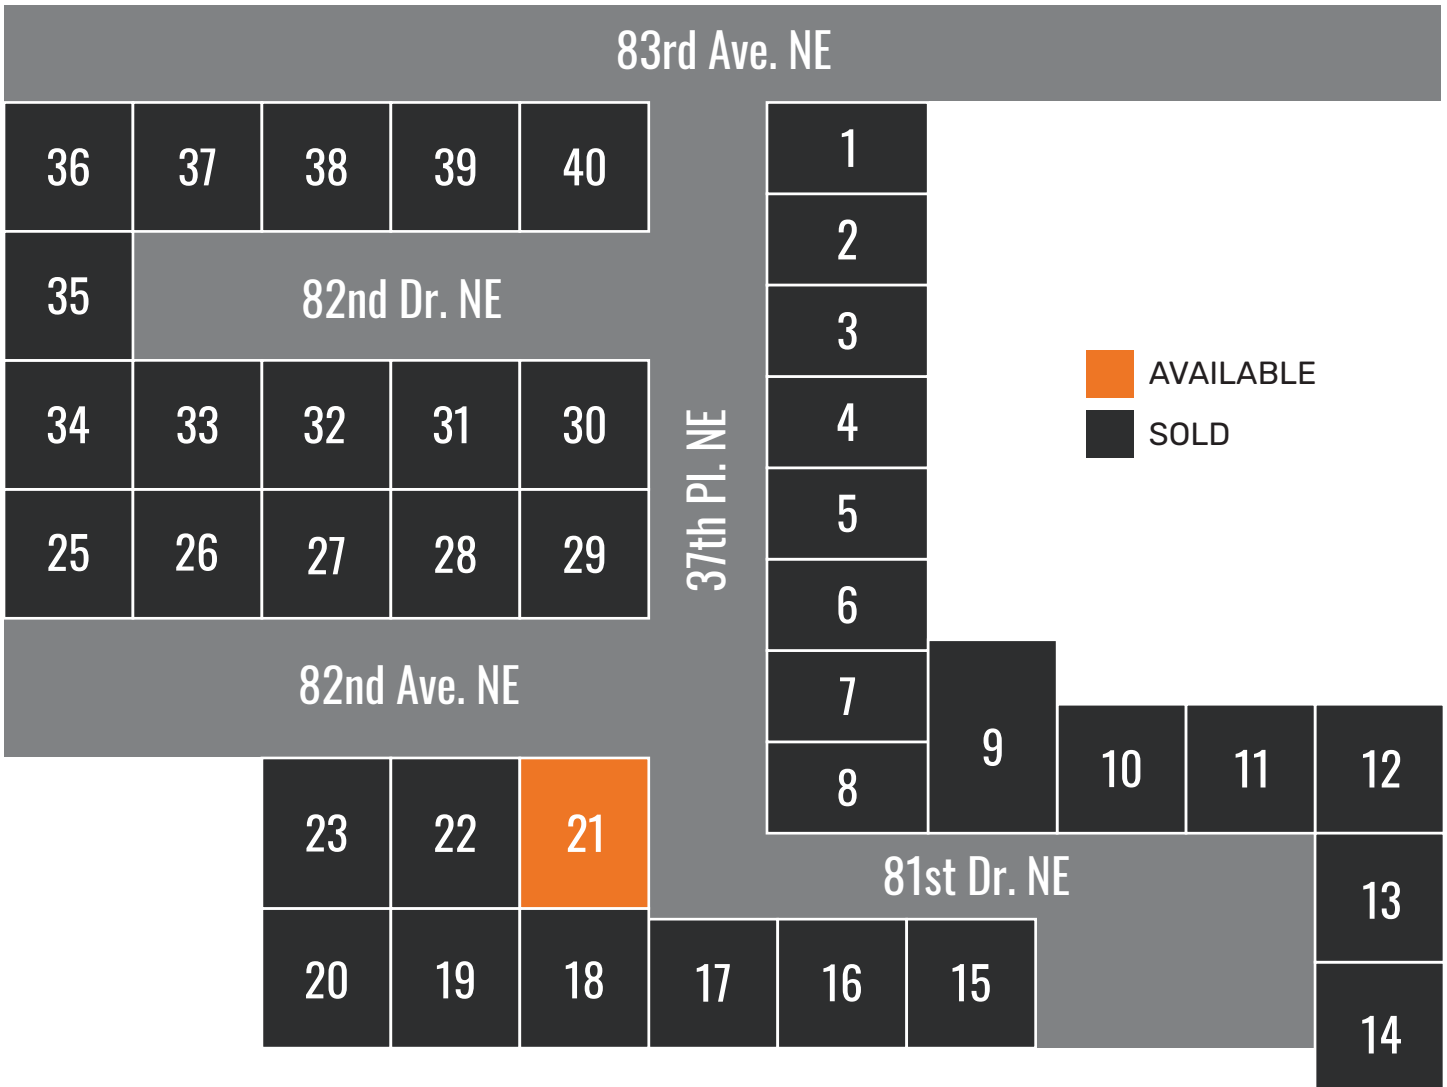 83rd Ave. NE
36 37 38 39 40
1
2
35
82nd Dr. NE
3
AVAILABLE
SOLD
34 33 32 31 30
4
37th Pl. NE
5
25 26 27 28 29
6
82nd Ave. NE
7
9 10 11 12
8
23 22 21
81st Dr. NE
13
20 19 18 17 16 15
14